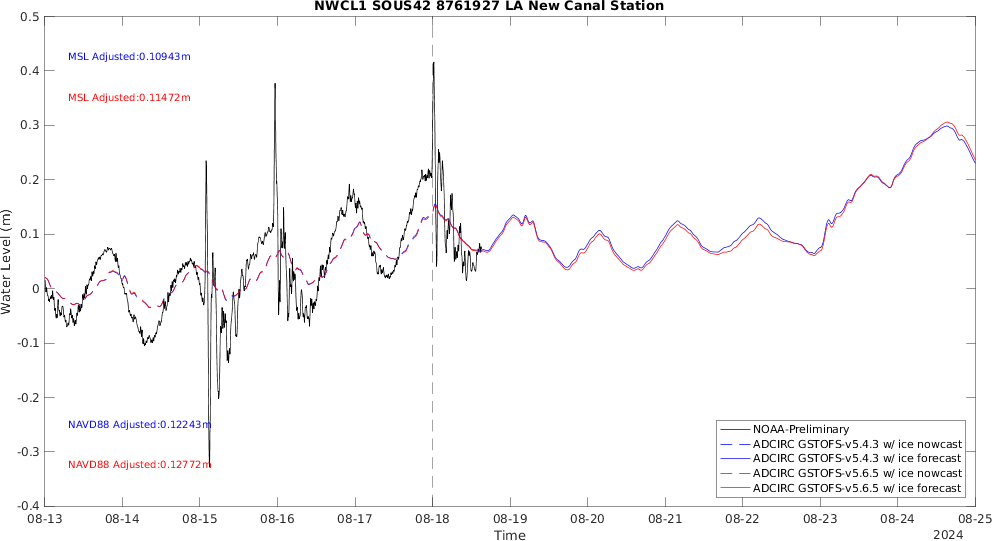 NWCL1 SOUS42 8761927 LA New Canal Station
0.5
0.4
0.3
0.2
0.1
0
-0.1
-0.2
-0.3
-0.4
Water Level (m)
MSL Adjusted:0.10943m
MSL Adjusted:0.11472m
NAVD88 Adjusted:0.12243m
NAVD88 Adjusted:0.12772m
NOAA-Preliminary
ADCIRC GSTOFS-v5.4.3 w/ ice nowcast
ADCIRC GSTOFS-v5.4.3 w/ ice forecast
ADCIRC GSTOFS-v5.6.5 w/ ice nowcast
ADCIRC GSTOFS-v5.6.5 w/ ice forecast
08-13 08-14 08-15 08-16 08-17 08-18 08-19 08-20 08-21 08-22 08-23 08-24 08-25
Time
2024